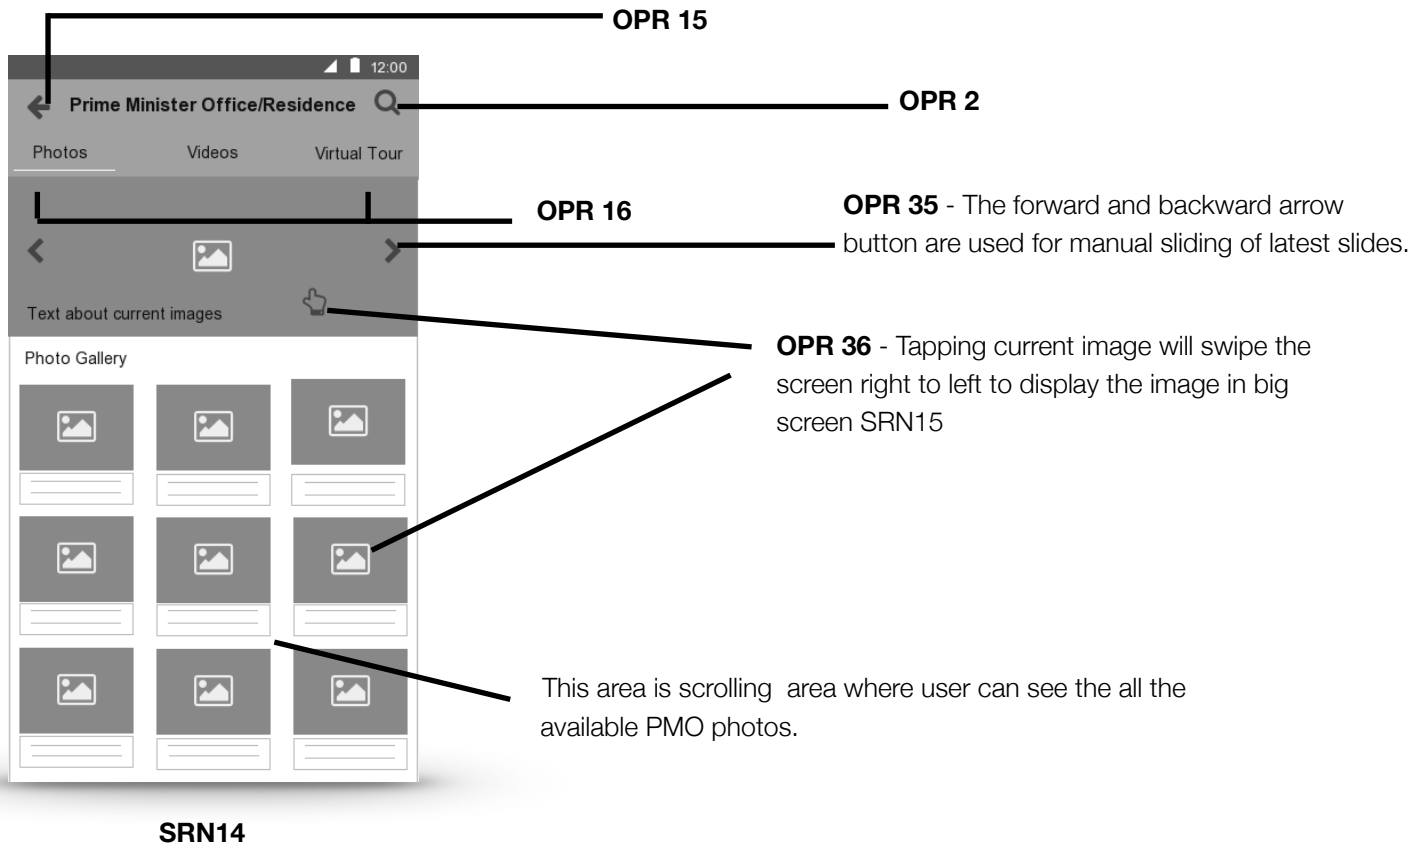 OPR 15
12:00
Prime Minister Office/Residence
OPR 2
Photos Videos Virtual Tour
OPR 16
OPR 35 - The forward and backward arrow
button are used for manual sliding of latest slides.
Text about current images
OPR 36 - Tapping current image will swipe the
screen right to left to display the image in big
screen SRN15
Photo Gallery
This area is scrolling  area where user can see the all the
available PMO photos.
SRN14